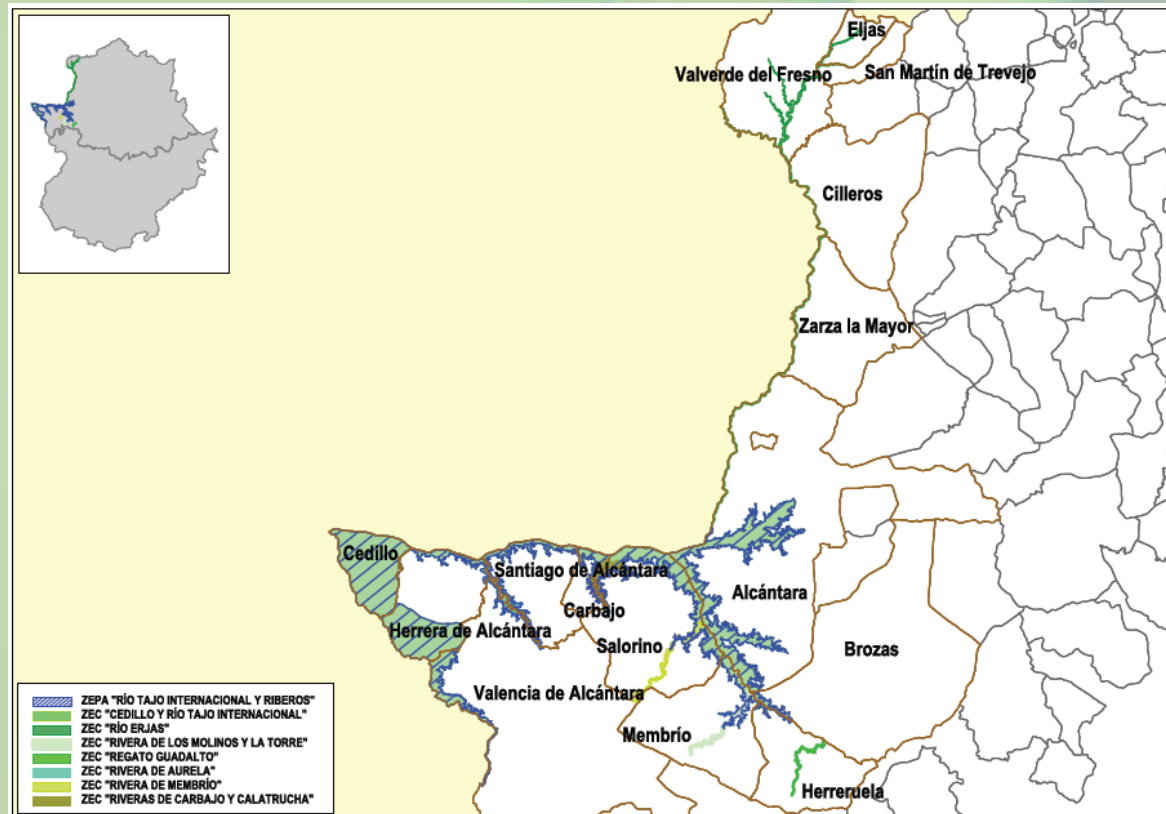 Eljas
Valverde del Fresno
San Martín de Trevejo
Cilleros
Zarza la Mayor
Cedillo
Santiago de Alcántara
Alcántara
Carbajo
Herrera de Alcántara
Salorino
Brozas
Valencia de Alcántara
Membrío
Herreruela
ZEPA "RÍO TAJO INTERNACIONAL Y RIBEROS"
ZEC "CEDILLO Y RÍO TAJO INTERNACIONAL"
ZEC "RÍO ERJAS"
ZEC "RIVERA DE LOS MOLINOS Y LA TORRE"
ZEC "REGATO GUADALTO"
ZEC "RIVERA DE AURELA"
ZEC "RIVERA DE MEMBRÍO"
ZEC "RIVERAS DE CARBAJO Y CALATRUCHA"